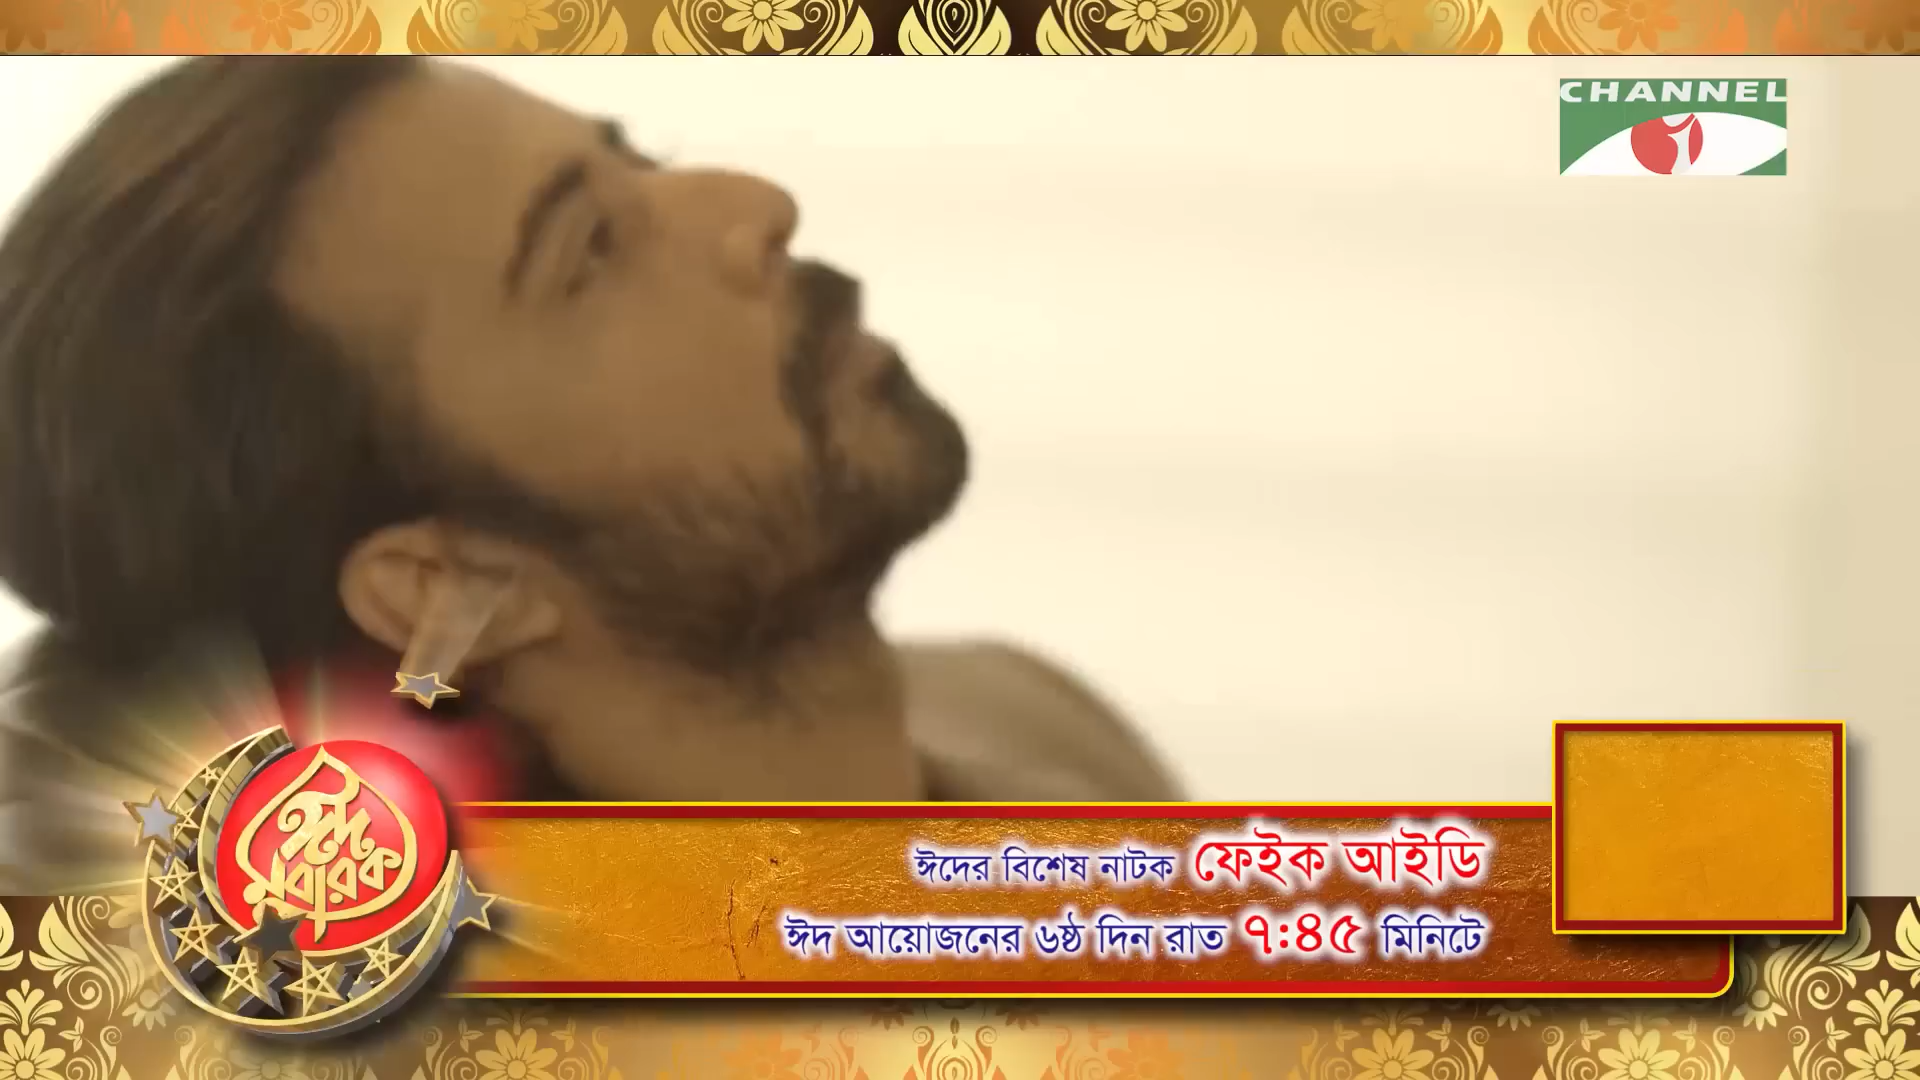 CHANNEL
ঈদ
মুবারক
ঈদের বিশেষ নাটক ফেইক আইডি
ঈদ আয়োজনের ৬ষ্ঠ দিন রাত ৭:৪৫ মিনিটে